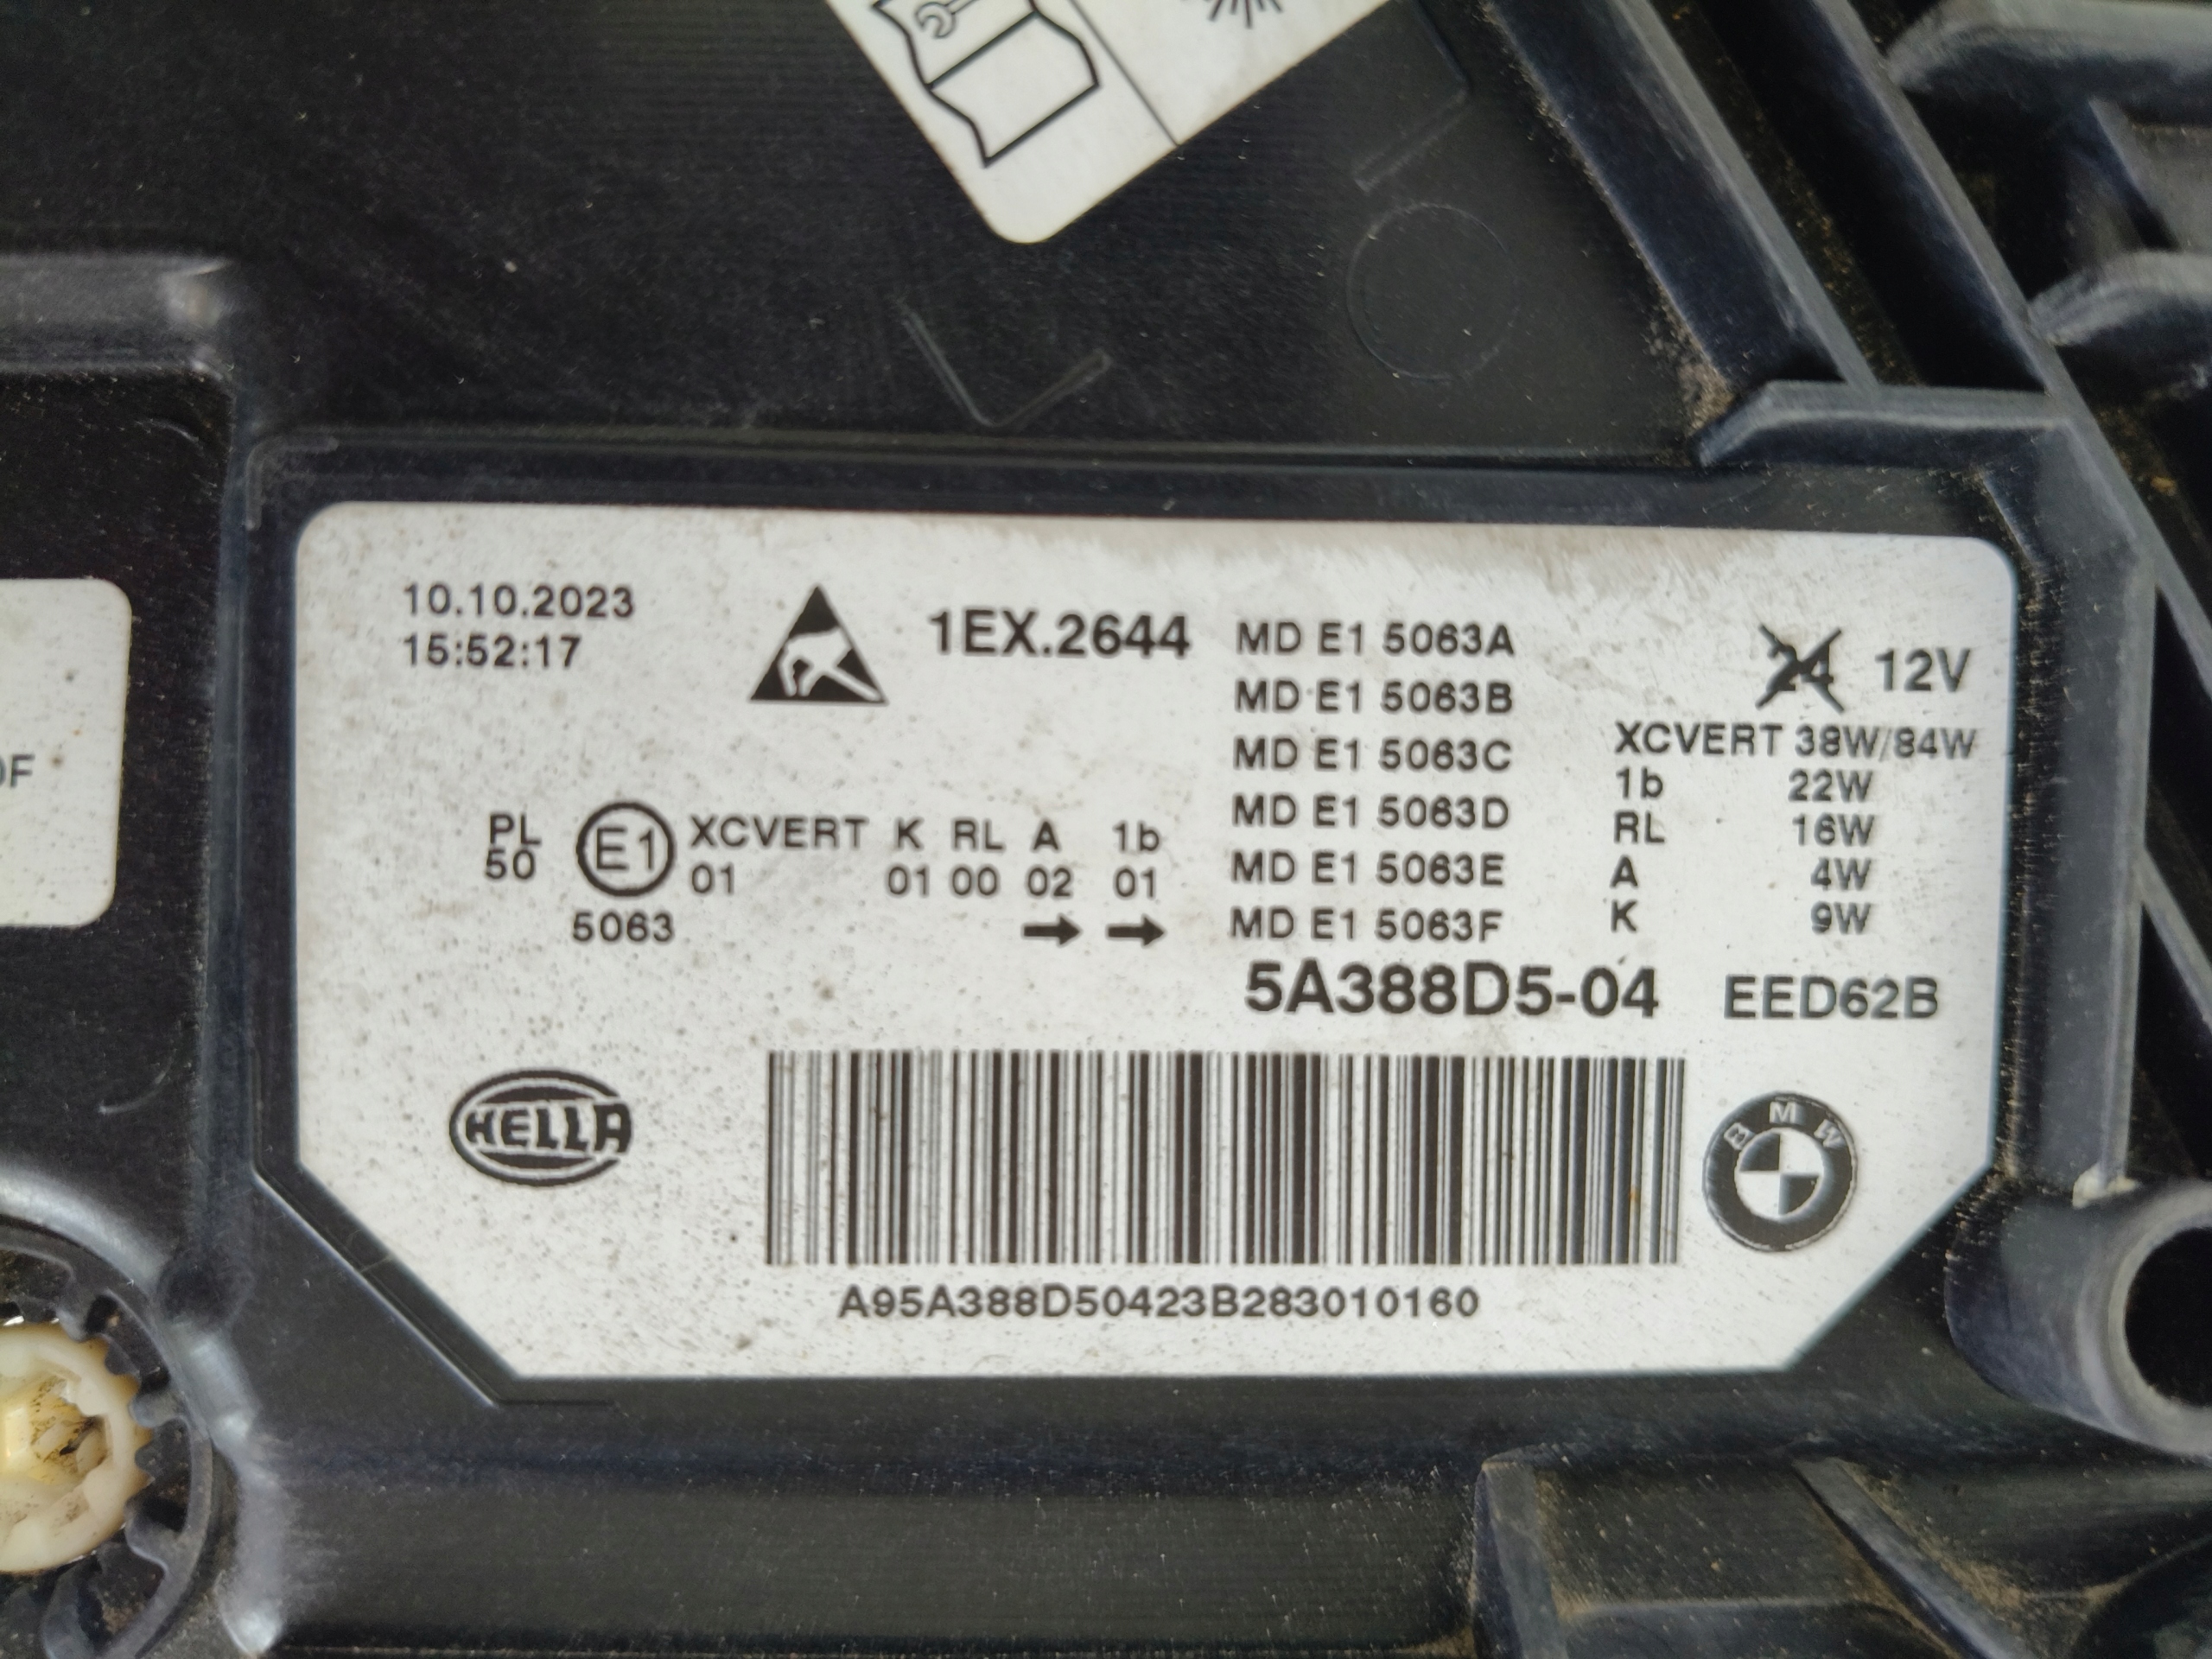 10.10.2023
15:52:17
1EX.2644
MD E1 5063A
MD E1 5063B
MD E1 5063C
MD E1 5063D
MD E1 5063E
MD E1 5063F
24 12V
XCVERT 38W/84W
1b 22W
RL 16W
A 4W
K 9W
PL E1 XCVERT K RL A 1b
50 01 01 00 02 01
5063 → →
5A388D5-04 EED62B
HELLA
BMW
A95A388D50423B283010160